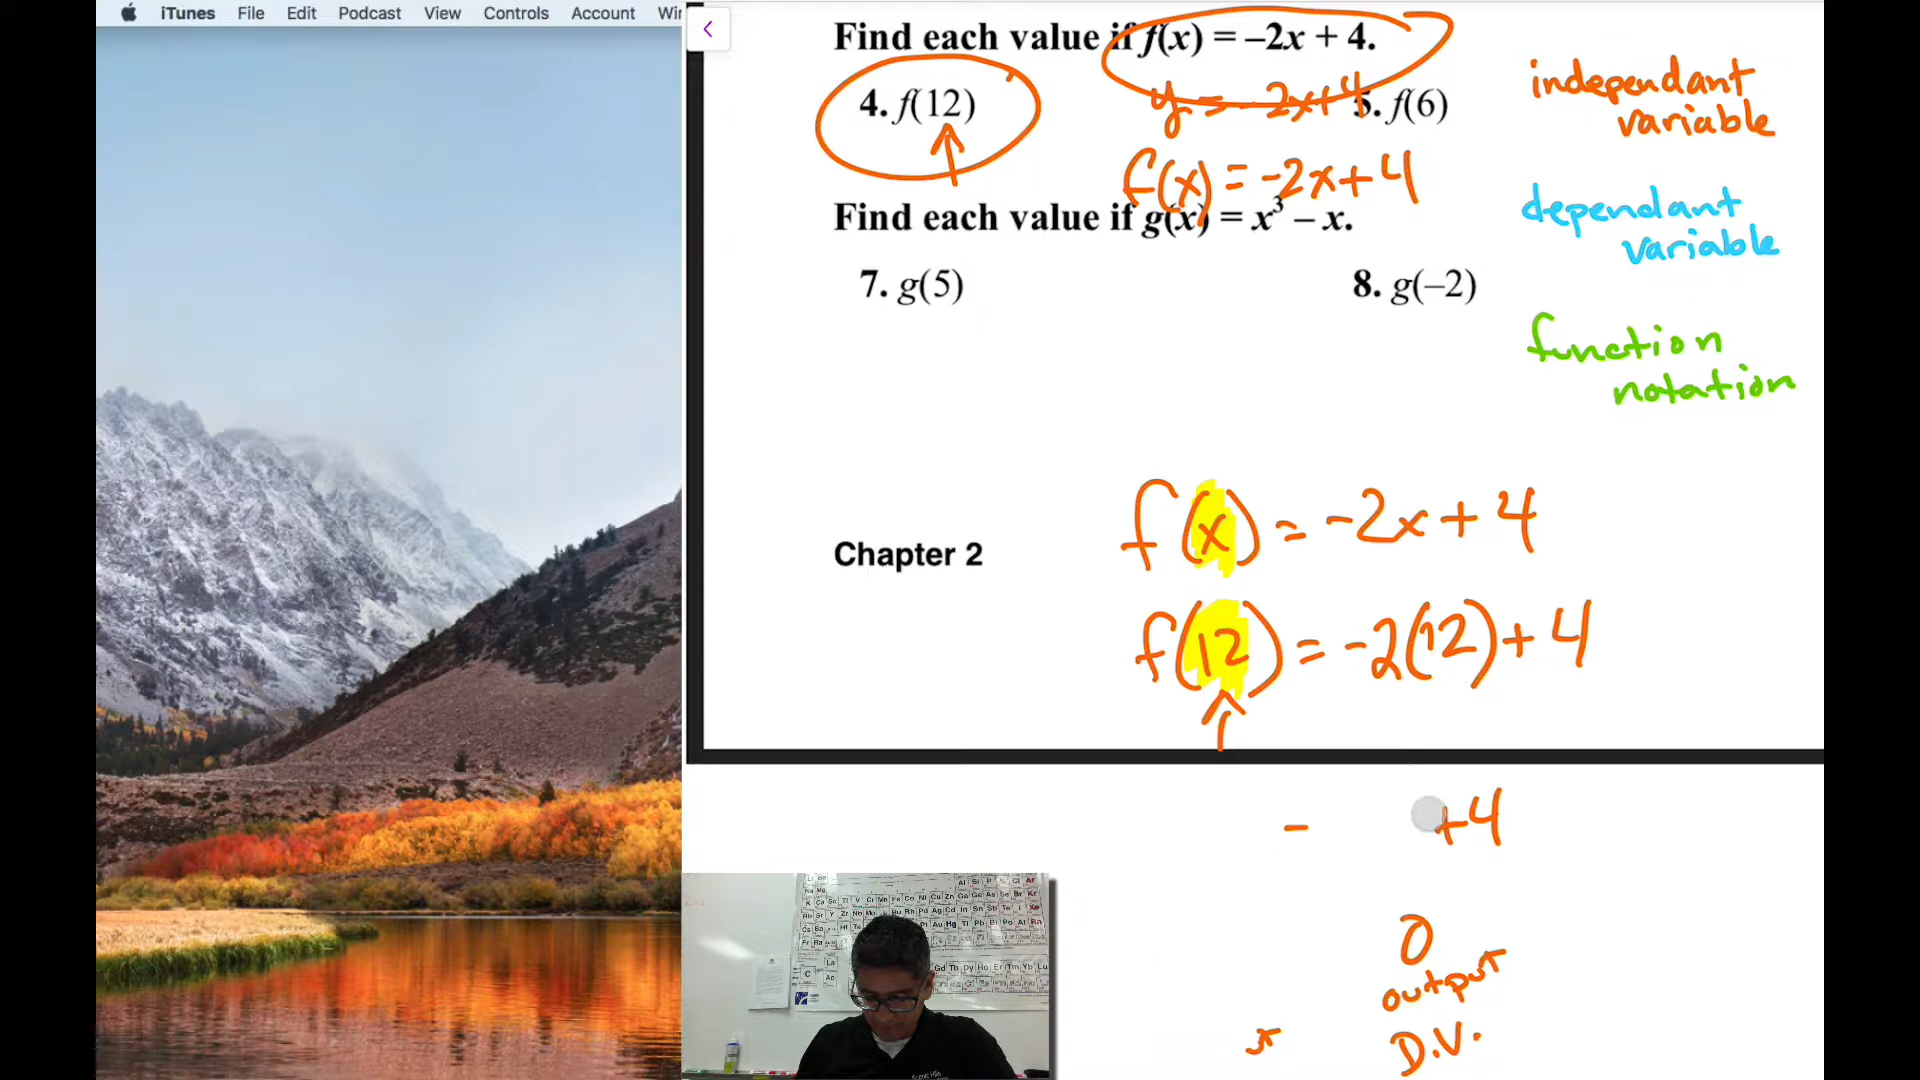 iTunes File Edit Podcast View Controls Account Wi
Find each value if f(x) = –2x + 4.
4. f(12)
y = -2x+4
5. f(6)
f(x) = -2x+4
Find each value if g(x) = x³ – x.
7. g(5)
8. g(–2)
independant
variable
dependant
variable
function
notation
Chapter 2
f(x) = -2x + 4
f(12) = -2(12) + 4
- +4
0
output
D.V.